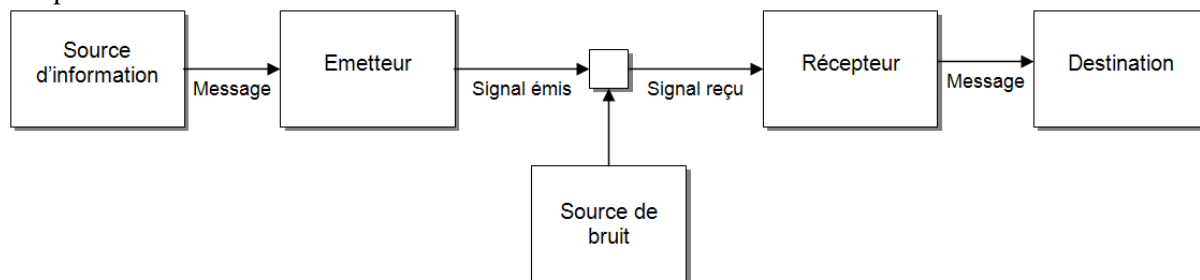 Source
d'information
Message
Emetteur
Signal émis
Signal reçu
Récepteur
Message
Destination
Source de
bruit